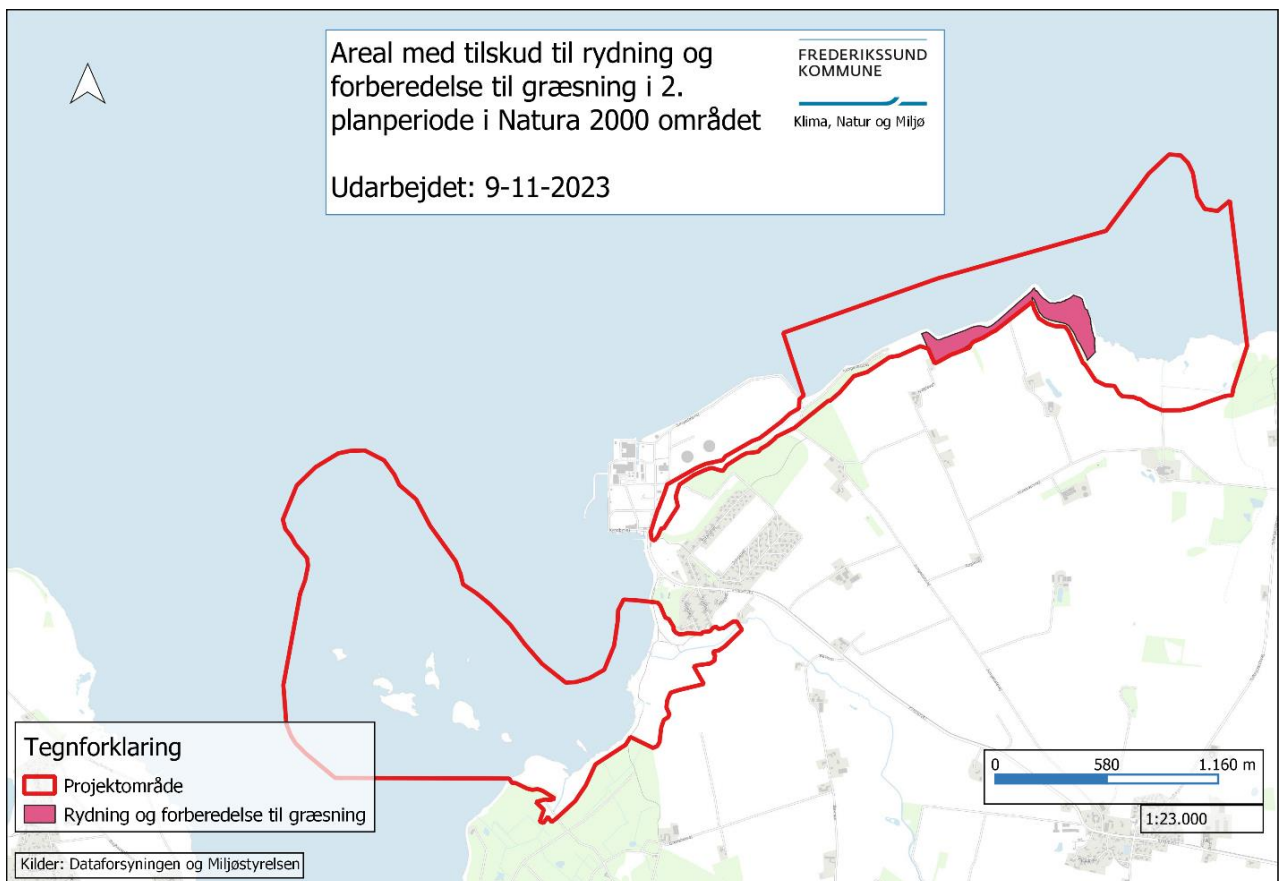 Areal med tilskud til rydning og
forberedelse til græsning i 2.
planperiode i Natura 2000 området
Udarbejdet: 9-11-2023
FREDERIKSSUND
KOMMUNE
Klima, Natur og Miljø
Tegnforklaring
Projektområde
Rydning og forberedelse til græsning
Kilder: Dataforsyningen og Miljøstyrelsen
0 580 1.160 m
1:23.000